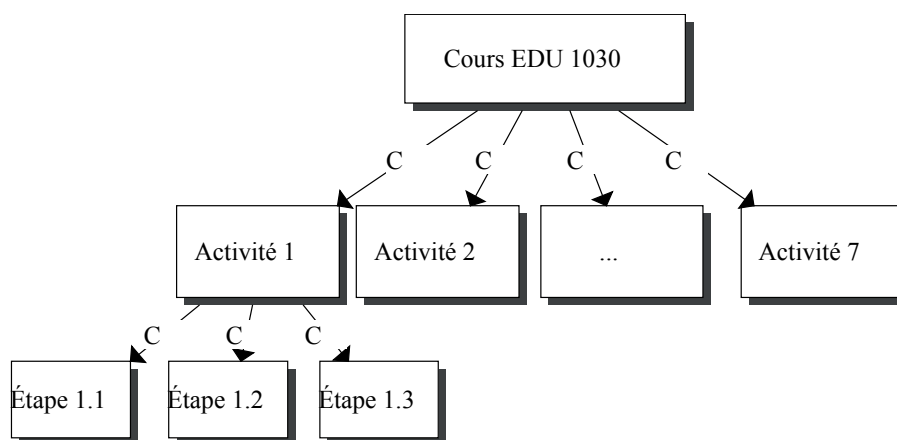 Cours EDU 1030
C
C
C
C
Activité 1
Activité 2
...
Activité 7
C
C
C
Étape 1.1
Étape 1.2
Étape 1.3